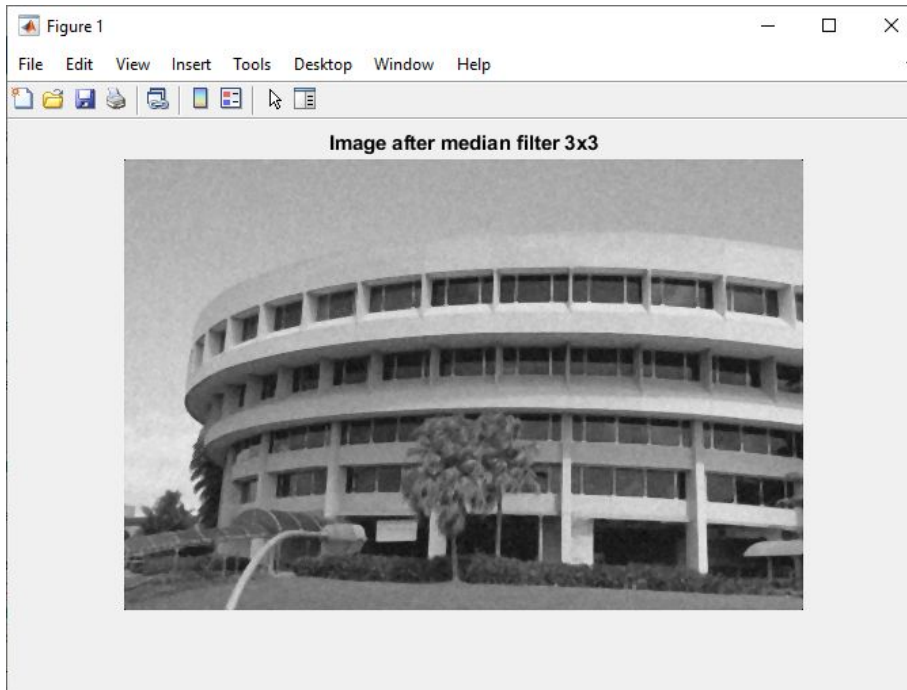 Figure 1
File Edit View Insert Tools Desktop Window Help
Image after median filter 3x3